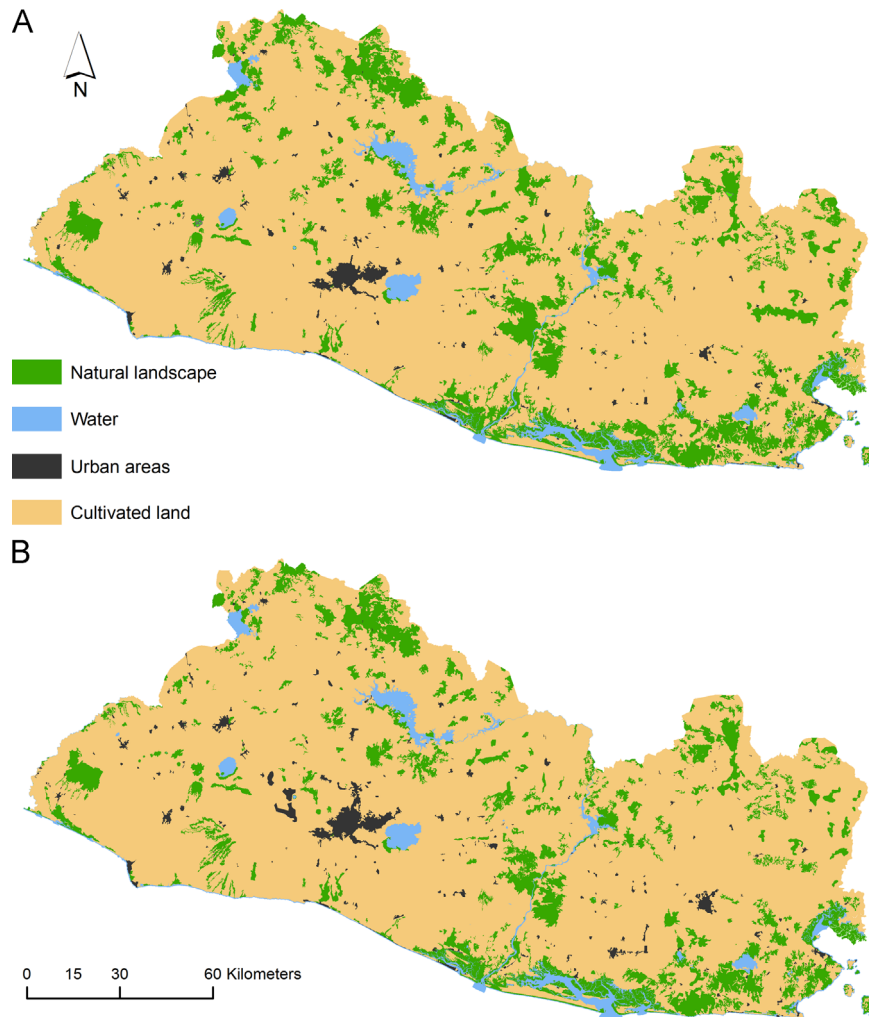 A
N
Natural landscape
Water
Urban areas
Cultivated land
B
0 15 30 60 Kilometers